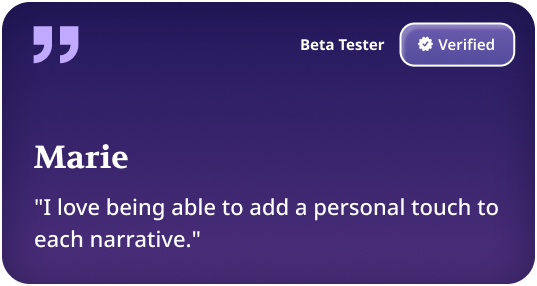 Beta Tester
Verified
Marie
"I love being able to add a personal touch to
each narrative."